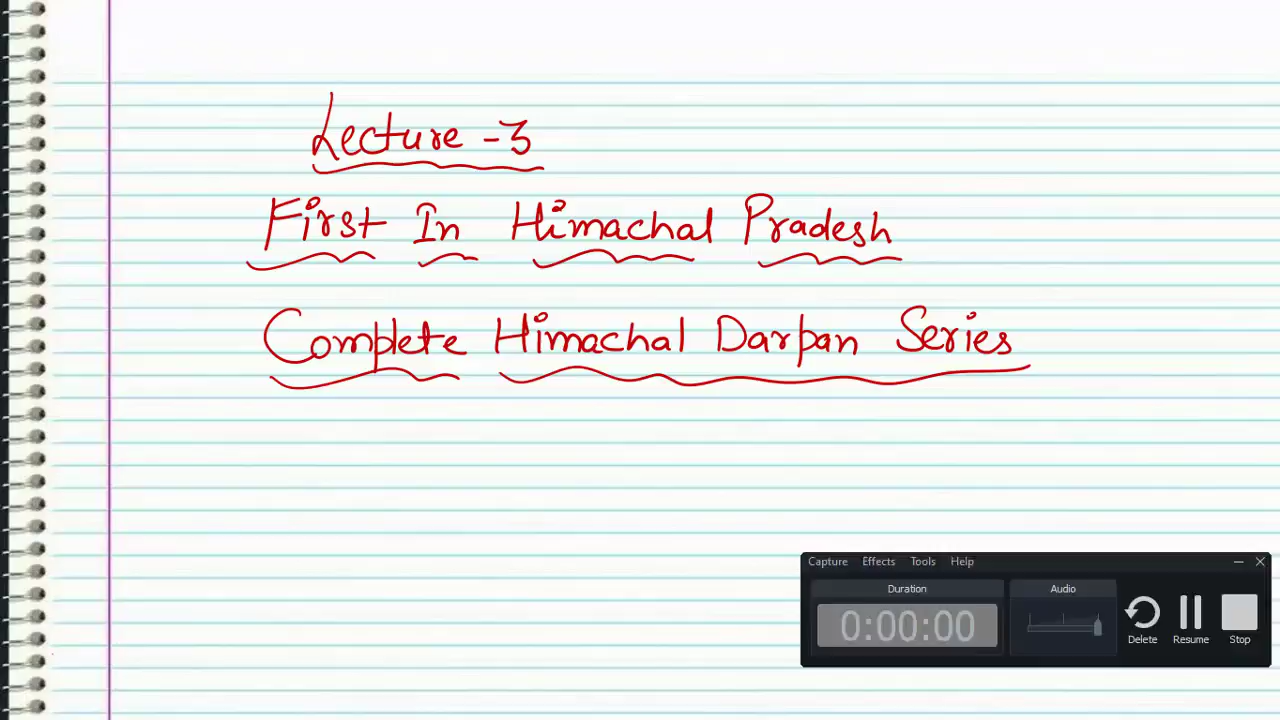 Lecture -3
First In Himachal Pradesh
Complete Himachal Darpan Series
Capture Effects Tools Help
Duration Audio
0:00:00
Delete Resume Stop